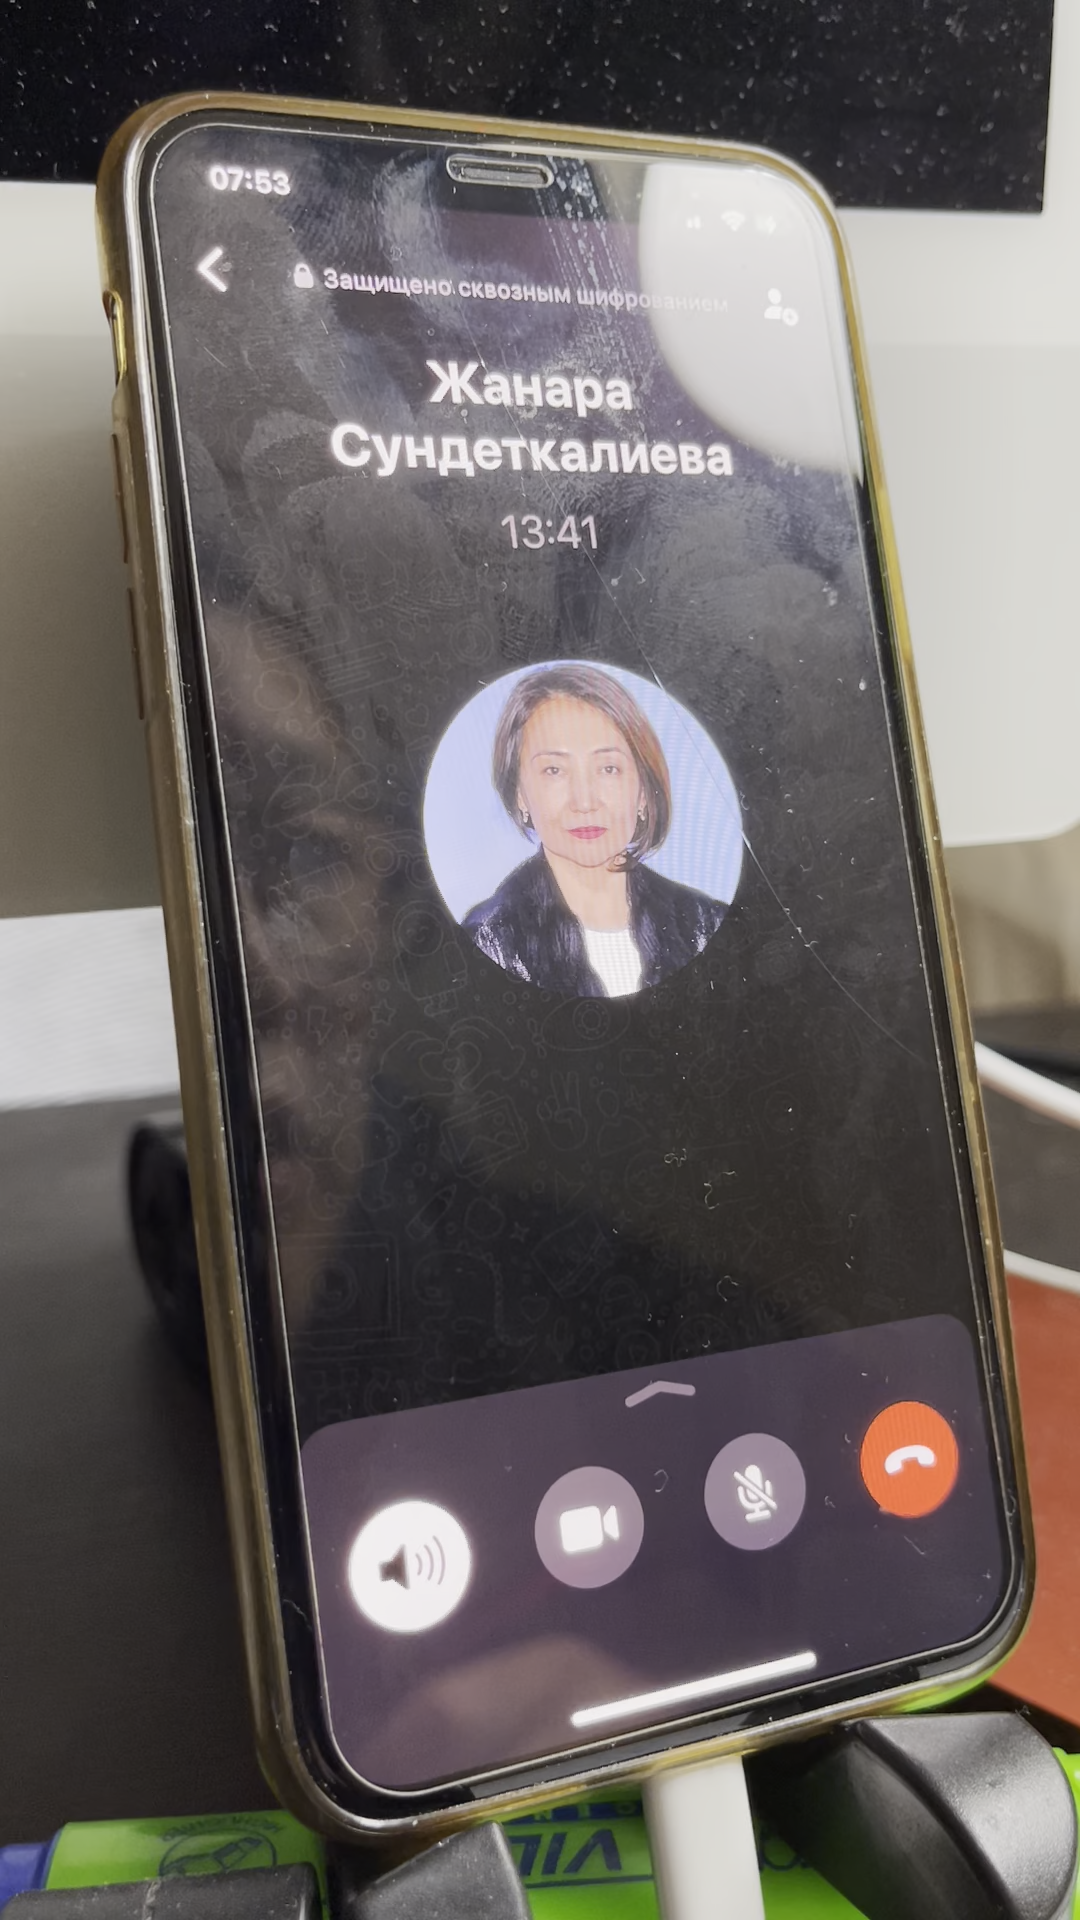 07:53
Защищено сквозным шифрованием
Жанара
Сундеткалиева
13:41